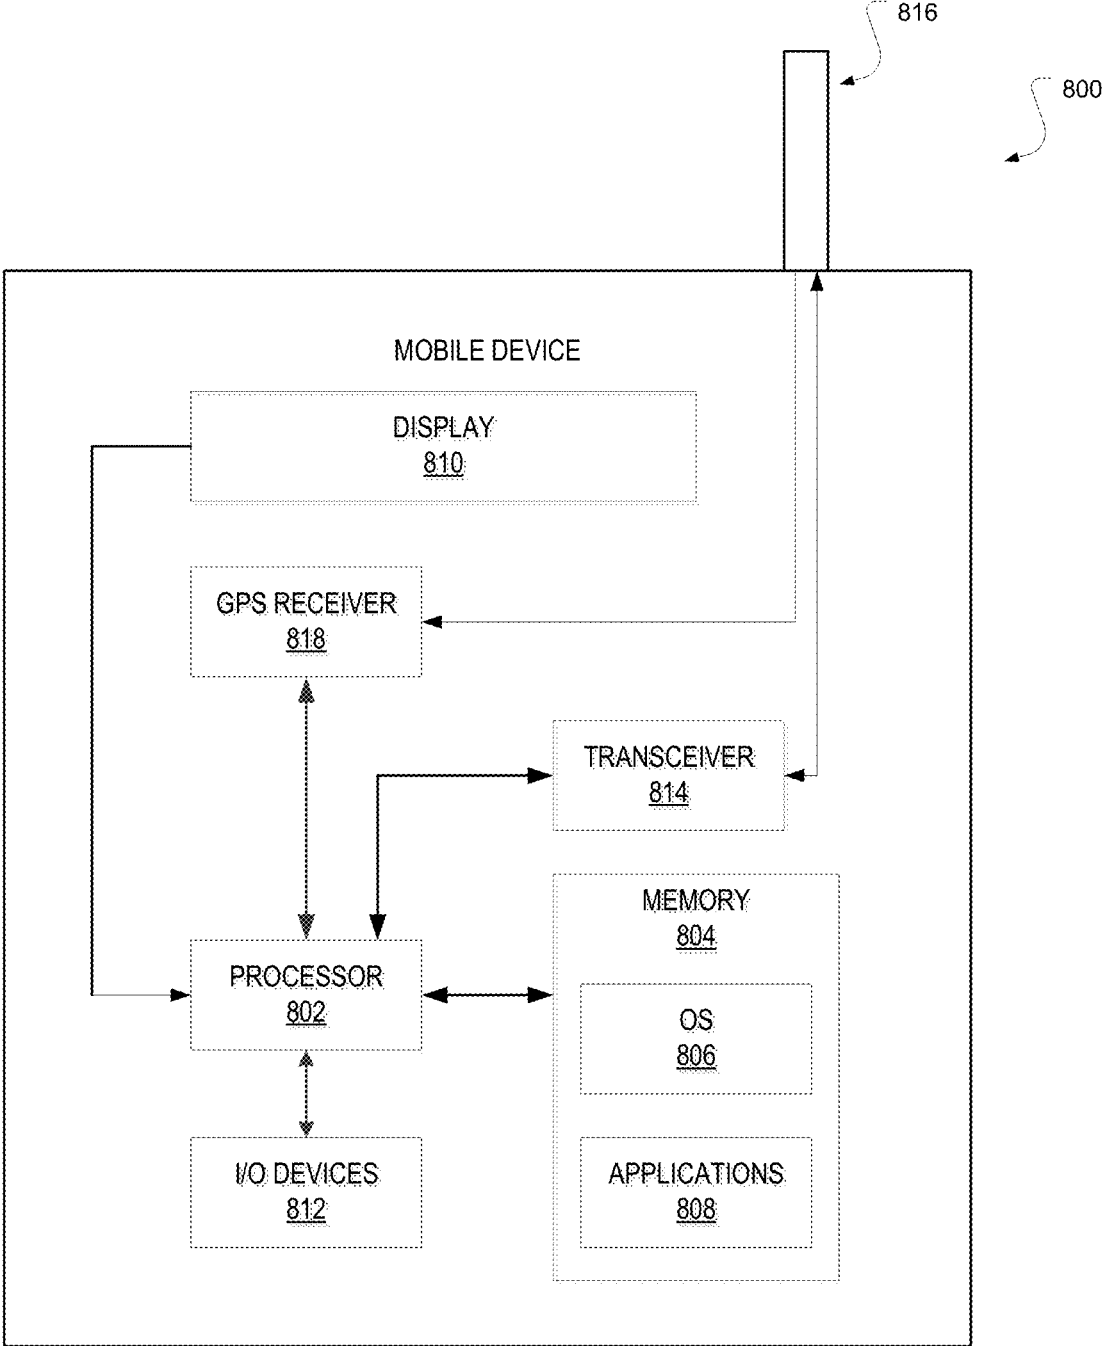 816
800
MOBILE DEVICE
DISPLAY
810
GPS RECEIVER
818
TRANSCEIVER
814
MEMORY
804
PROCESSOR
802
OS
806
I/O DEVICES
812
APPLICATIONS
808